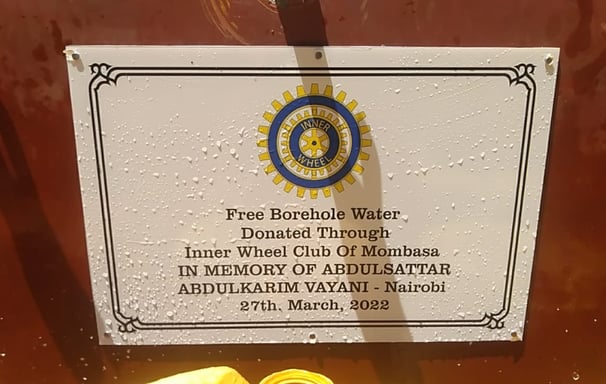 INNER
WHEEL
Free Borehole Water
Donated Through
Inner Wheel Club Of Mombasa
IN MEMORY OF ABDULSATTAR
ABDULKARIM VAYANI - Nairobi
27th. March, 2022